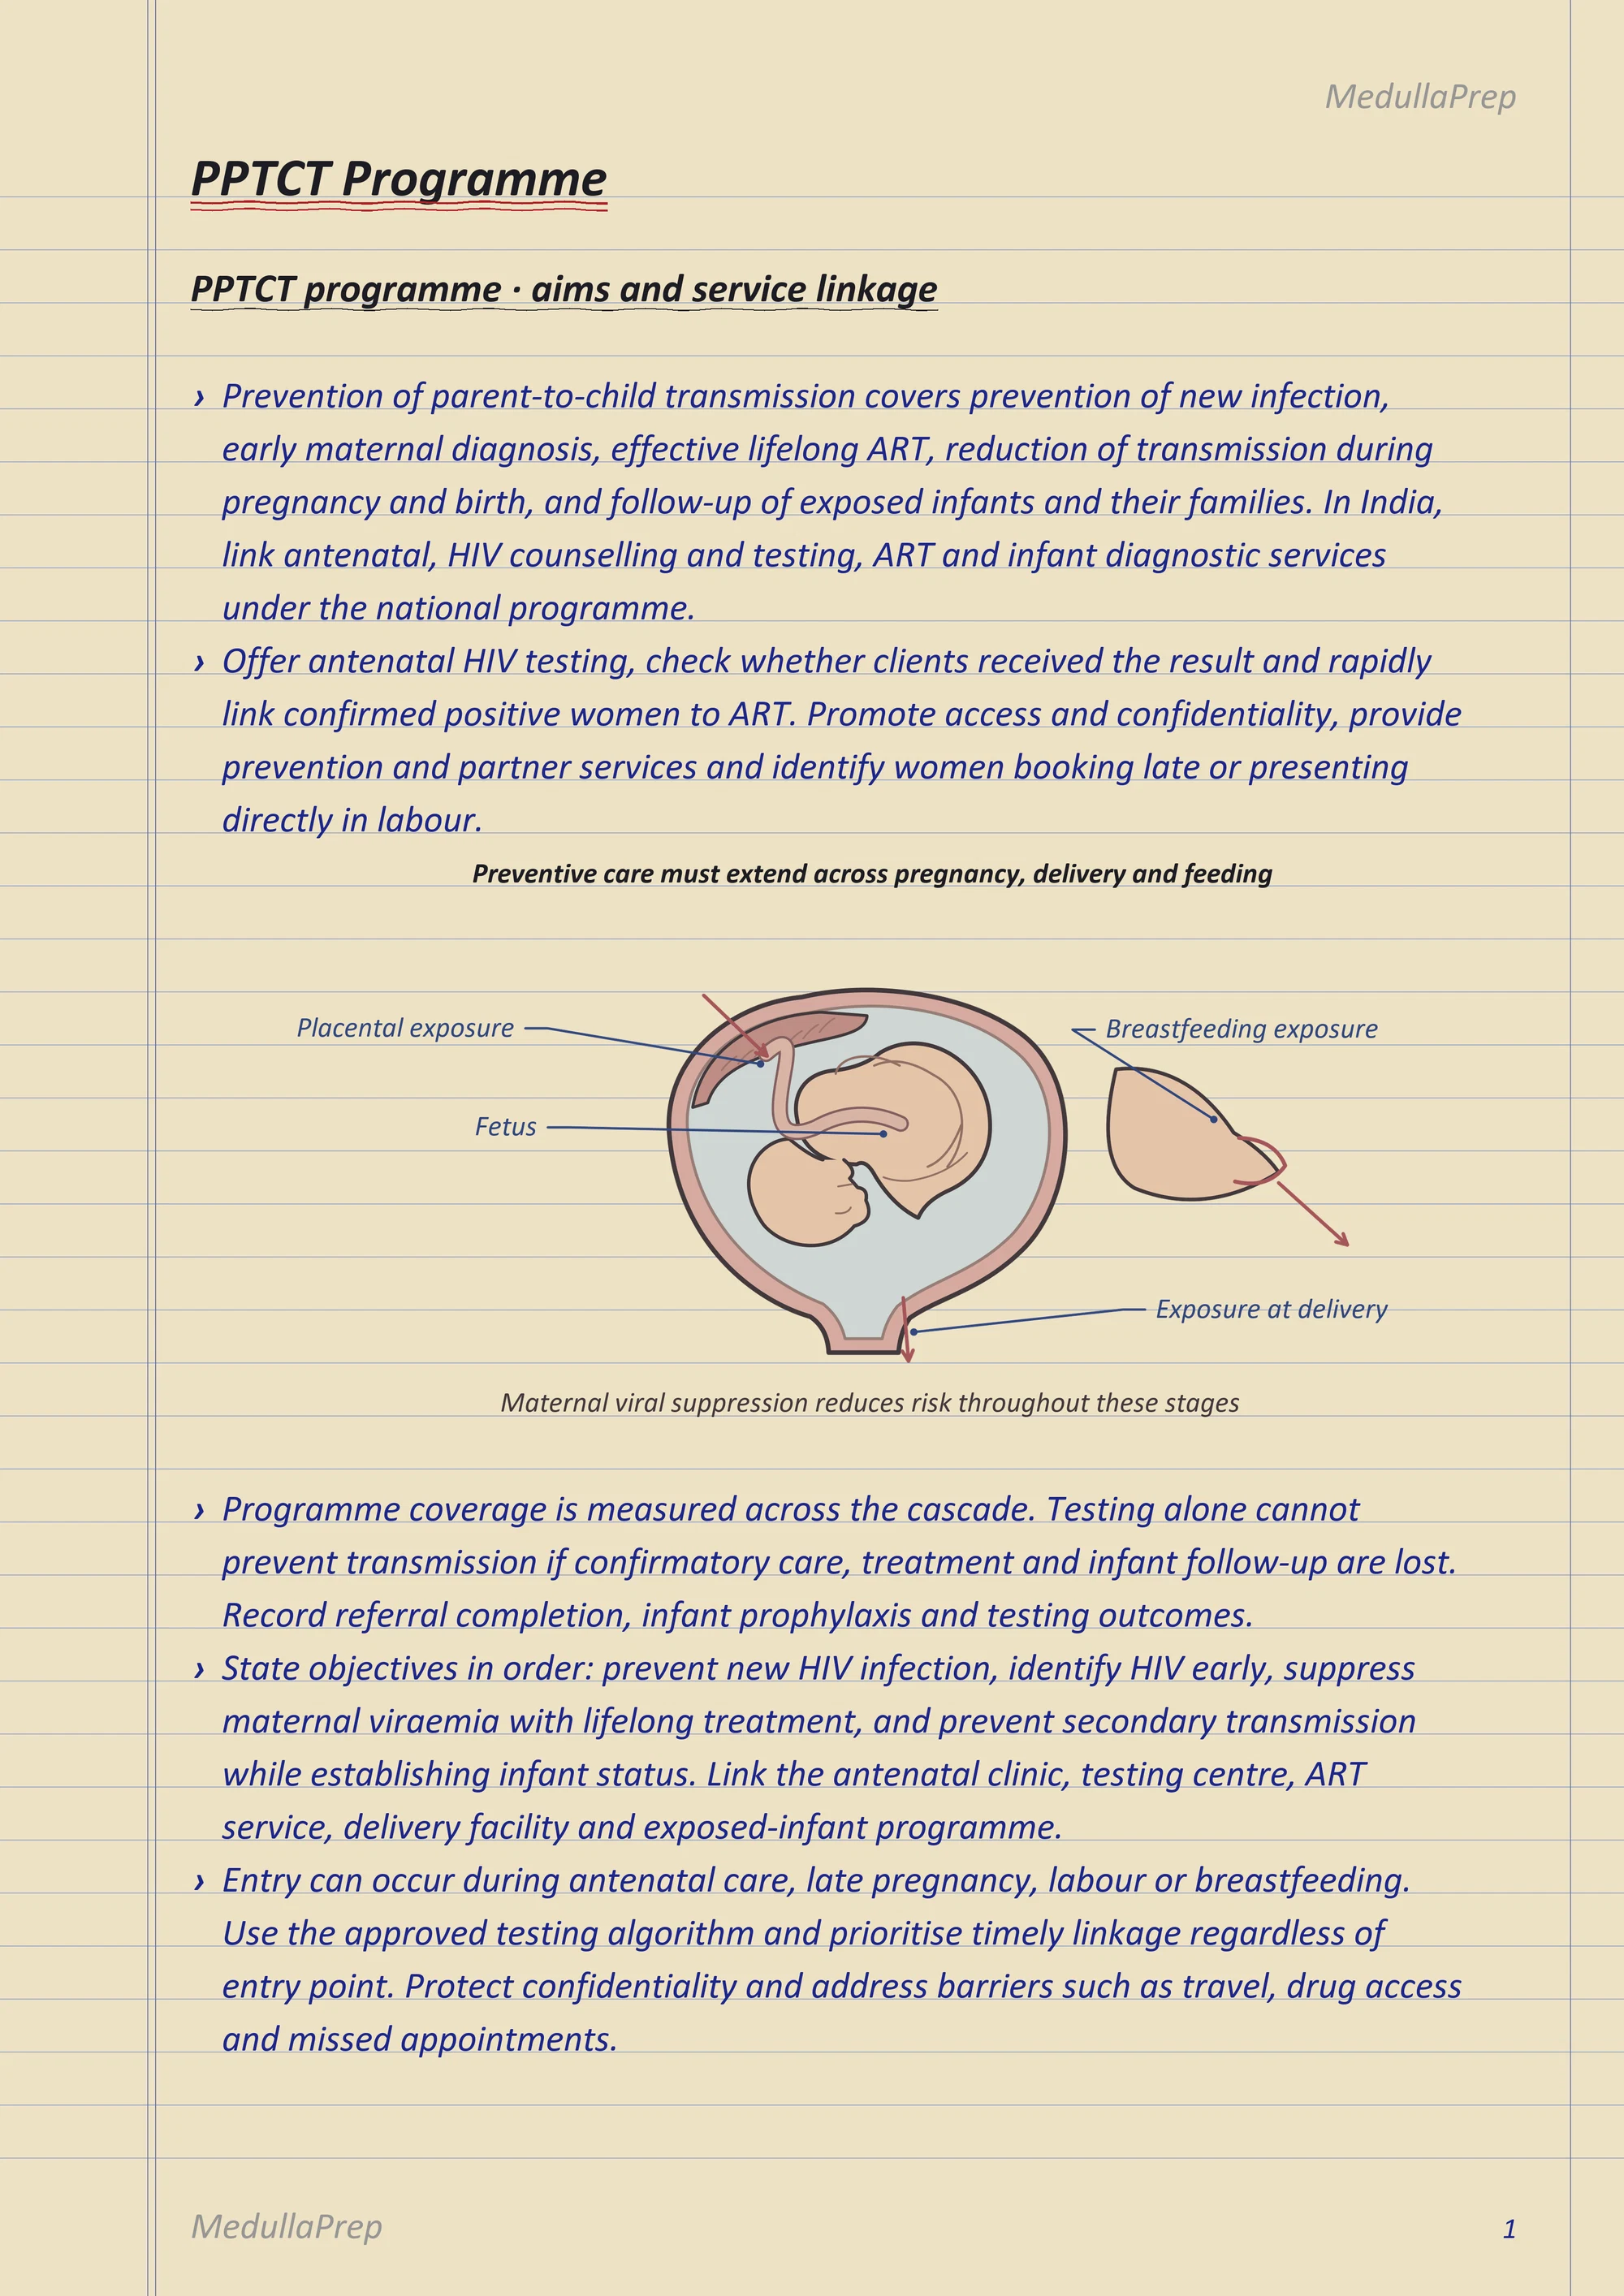 MedullaPrep
PPTCT Programme
PPTCT programme · aims and service linkage
› Prevention of parent-to-child transmission covers prevention of new infection,
early maternal diagnosis, effective lifelong ART, reduction of transmission during
pregnancy and birth, and follow-up of exposed infants and their families. In India,
link antenatal, HIV counselling and testing, ART and infant diagnostic services
under the national programme.
› Offer antenatal HIV testing, check whether clients received the result and rapidly
link confirmed positive women to ART. Promote access and confidentiality, provide
prevention and partner services and identify women booking late or presenting
directly in labour.
Preventive care must extend across pregnancy, delivery and feeding
Placental exposure
Breastfeeding exposure
Fetus
Exposure at delivery
Maternal viral suppression reduces risk throughout these stages
› Programme coverage is measured across the cascade. Testing alone cannot
prevent transmission if confirmatory care, treatment and infant follow-up are lost.
Record referral completion, infant prophylaxis and testing outcomes.
› State objectives in order: prevent new HIV infection, identify HIV early, suppress
maternal viraemia with lifelong treatment, and prevent secondary transmission
while establishing infant status. Link the antenatal clinic, testing centre, ART
service, delivery facility and exposed-infant programme.
› Entry can occur during antenatal care, late pregnancy, labour or breastfeeding.
Use the approved testing algorithm and prioritise timely linkage regardless of
entry point. Protect confidentiality and address barriers such as travel, drug access
and missed appointments.
MedullaPrep
1